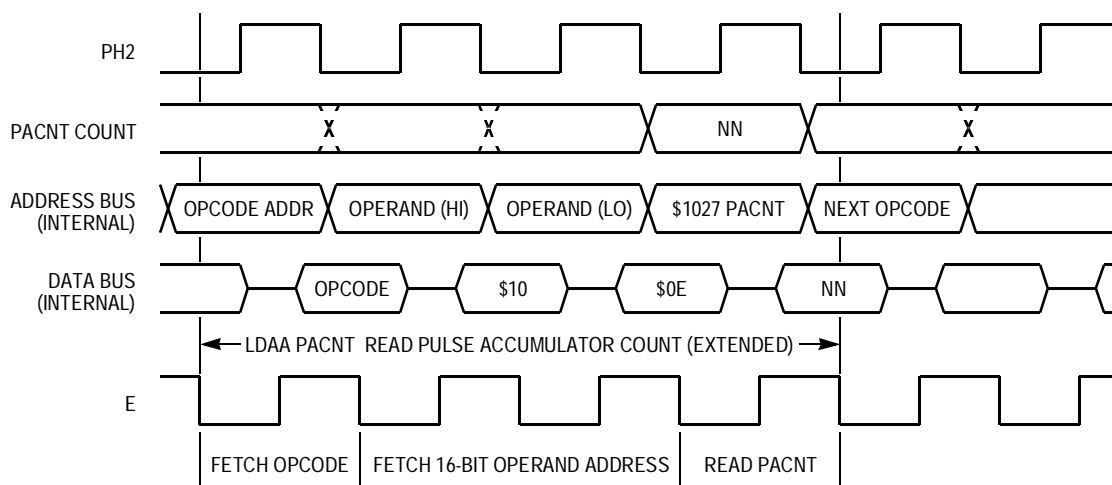 PH2
PACNT COUNT
X
X
NN
X
ADDRESS BUS
(INTERNAL)
OPCODE ADDR
OPERAND (HI)
OPERAND (LO)
$1027 PACNT
NEXT OPCODE
DATA BUS
(INTERNAL)
OPCODE
$10
$0E
NN
LDAA PACNT READ PULSE ACCUMULATOR COUNT (EXTENDED)
E
FETCH OPCODE
FETCH 16-BIT OPERAND ADDRESS
READ PACNT